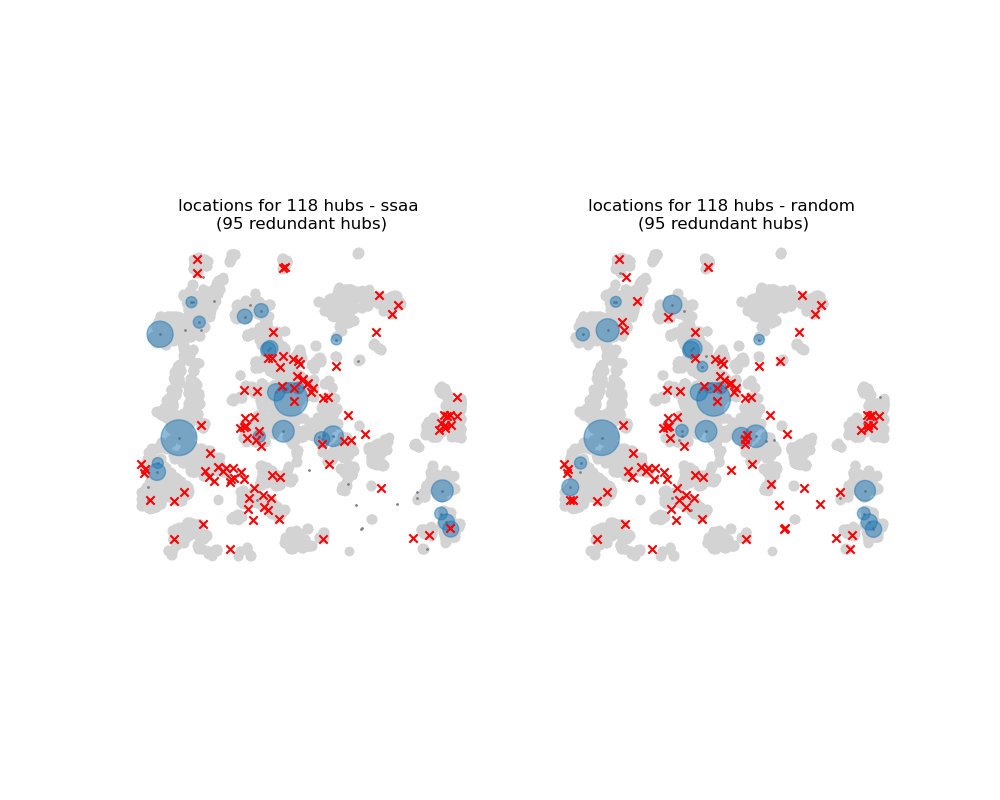 locations for 118 hubs - ssaa
(95 redundant hubs)
locations for 118 hubs - random
(95 redundant hubs)